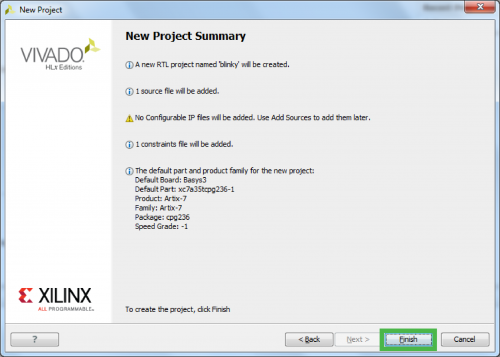 New Project
VIVADO.
HLx Editions
New Project Summary
A new RTL project named 'blinky' will be created.
1 source file will be added.
No Configurable IP files will be added. Use Add Sources to add them later.
1 constraints file will be added.
The default part and product family for the new project:
Default Board: Basys3
Default Part: xc7a35tcpg236-1
Product: Artix-7
Family: Artix-7
Package: cpg236
Speed Grade: -1
XILINX
ALL PROGRAMMABLE.
To create the project, click Finish
?
< Back
Next >
Finish
Cancel